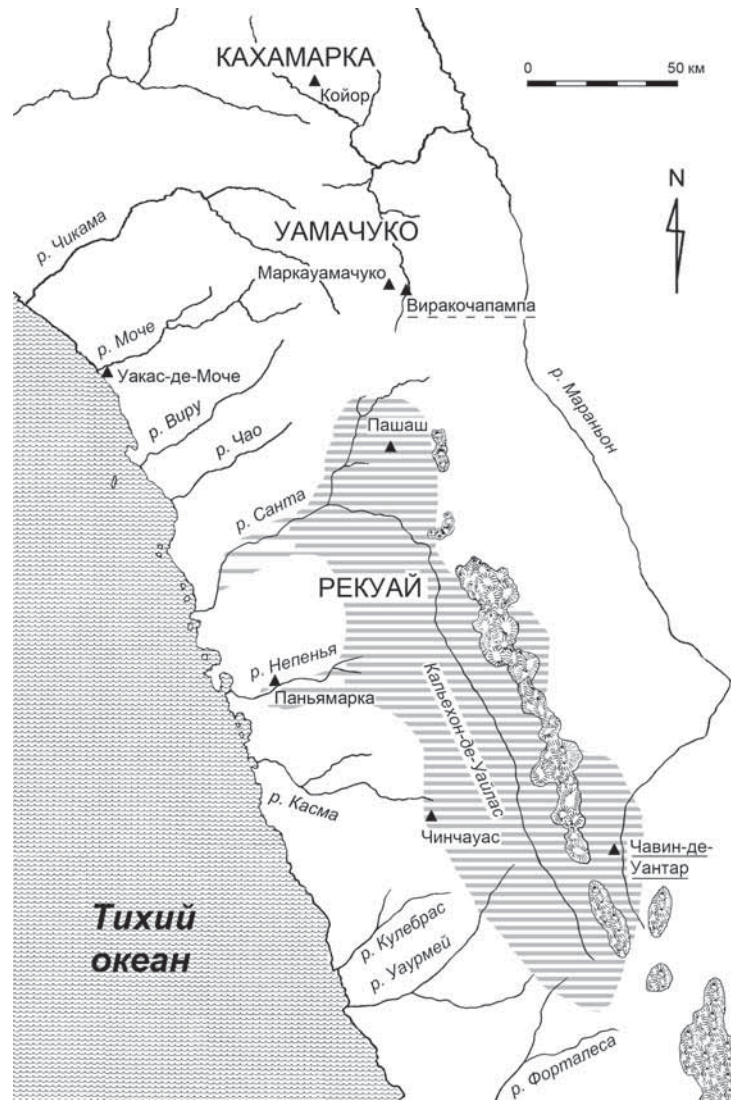 КАХАМАРКА
Койор
0 50 км
N
р. Чикама
УАМАЧУКО
Маркауамачуко
Виракочапампа
р. Моче
Уакас-де-Моче
р. Виру
р. Чао
р. Мараньон
Пашаш
р. Санта
РЕКУАЙ
р. Непенья
Паньямарка
Кальехон-де-Уайлас
р. Касма
Чинчауас
Чавин-де-
Уантар
Тихий
океан
р. Кулебрас
р. Уаурмей
р. Форталеса